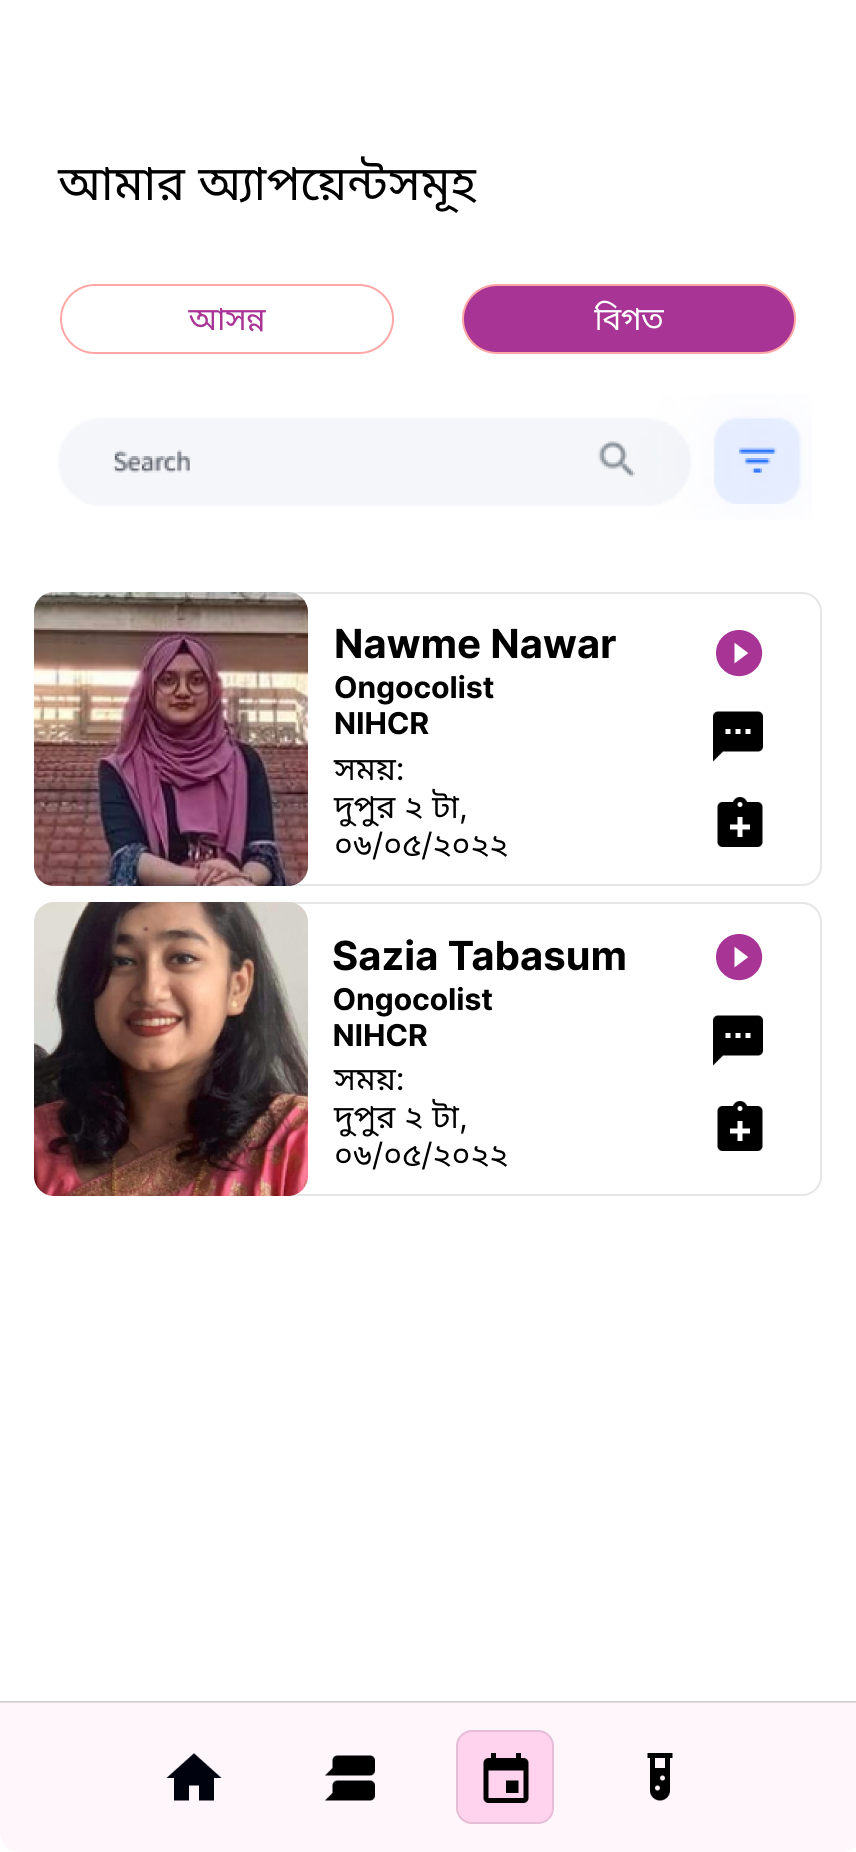 আমার অ্যাপয়েন্টসমূহ
আসন্ন
বিগত
Search
Nawme Nawar
Ongocolist
NIHCR
সময়:
দুপুর ২ টা,
০৬/০৫/২০২২
Sazia Tabasum
Ongocolist
NIHCR
সময়:
দুপুর ২ টা,
০৬/০৫/২০২২